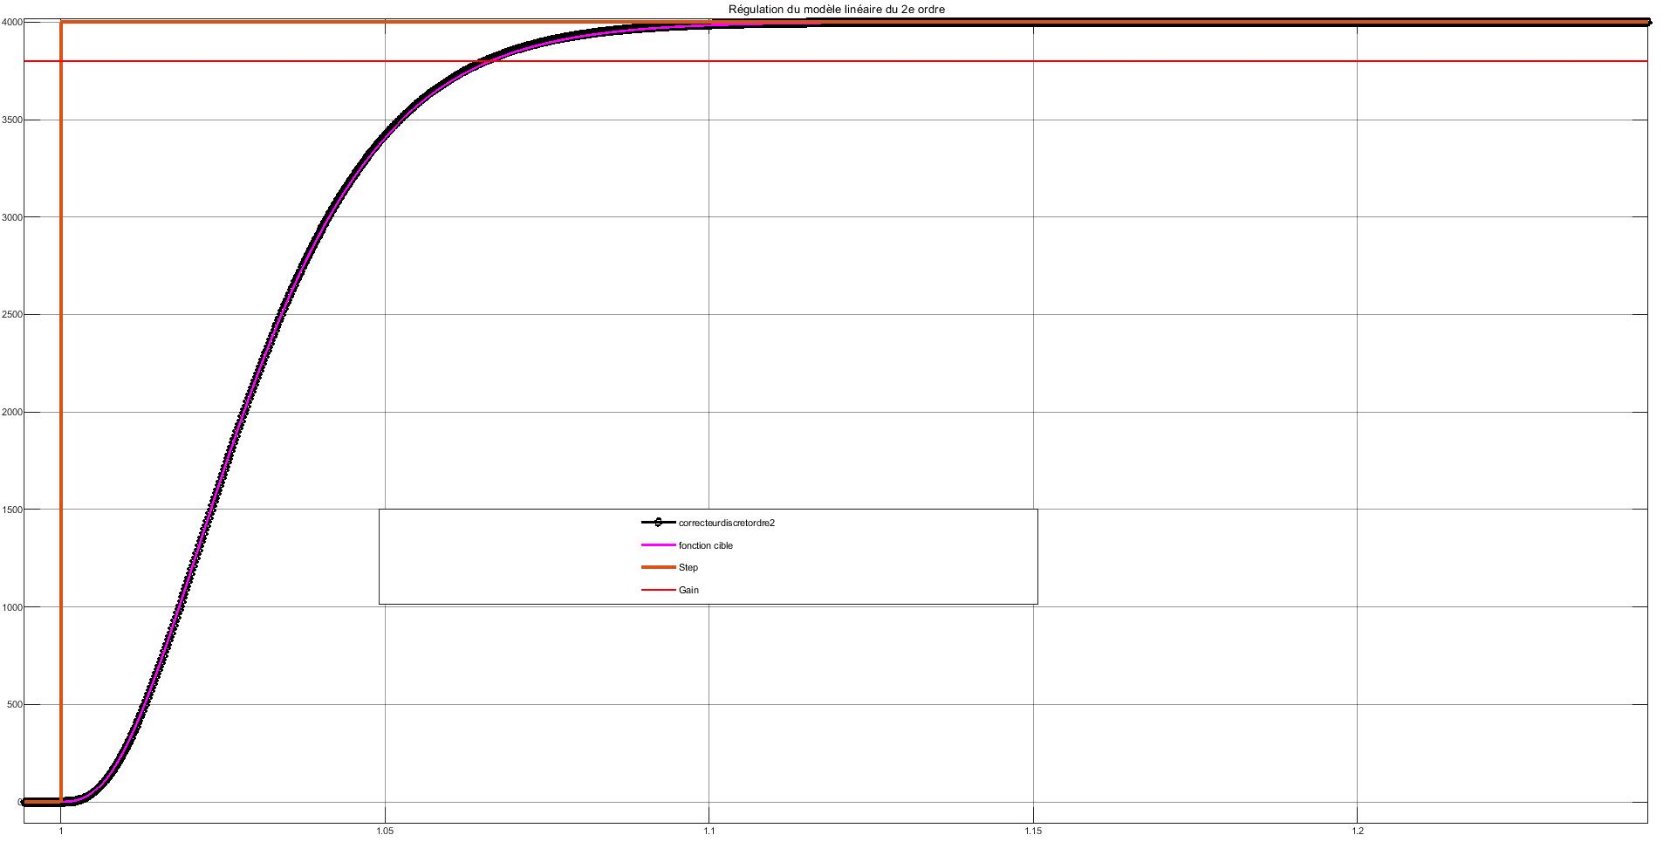 Régulation du modèle linéaire du 2e ordre
4000
3500
3000
2500
2000
1500
1000
500
0
correcteurdiscretordre2
fonction cible
Step
Gain
1 1.05 1.1 1.15 1.2